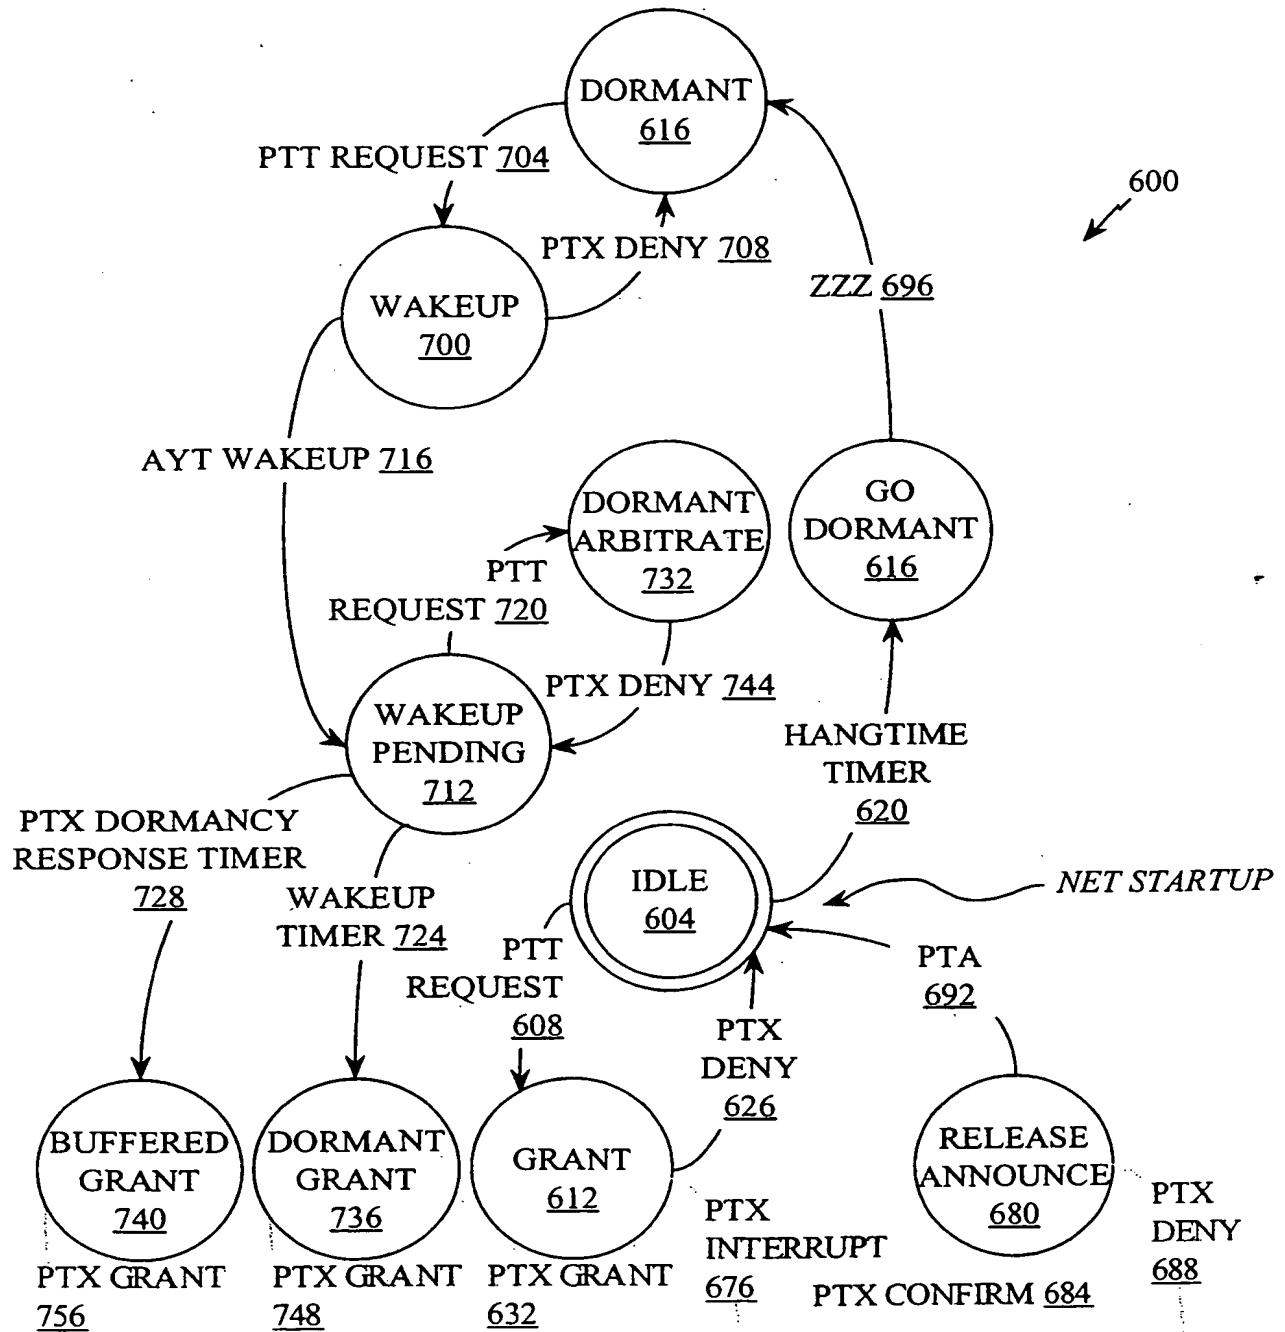 DORMANT
616
PTT REQUEST 704
600
PTX DENY 708
ZZZ 696
WAKEUP
700
AYT WAKEUP 716
DORMANT
ARBITRATE
732
GO
DORMANT
616
PTT
REQUEST 720
PTX DENY 744
WAKEUP
PENDING
712
HANGTIME
TIMER
620
PTX DORMANCY
RESPONSE TIMER
728
WAKEUP
TIMER 724
IDLE
604
NET STARTUP
PTT
REQUEST
608
PTA
692
PTX
DENY
626
BUFFERED
GRANT
740
DORMANT
GRANT
736
GRANT
612
RELEASE
ANNOUNCE
680
PTX
INTERRUPT
676
PTX
DENY
688
PTX GRANT
756
PTX GRANT
748
PTX GRANT
632
PTX CONFIRM 684